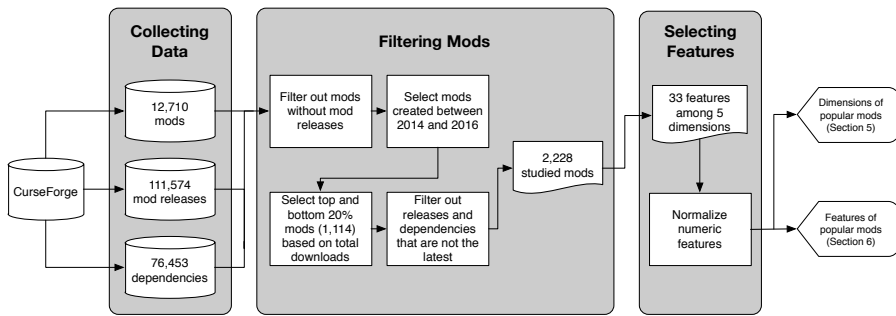 Collecting
Data
Filtering Mods
Selecting
Features
CurseForge
12,710
mods
111,574
mod releases
76,453
dependencies
Filter out mods
without mod
releases
Select mods
created between
2014 and 2016
Select top and
bottom 20%
mods (1,114)
based on total
downloads
Filter out
releases and
dependencies
that are not the
latest
2,228
studied mods
33 features
among 5
dimensions
Normalize
numeric
features
Dimensions of
popular mods
(Section 5)
Features of
popular mods
(Section 6)